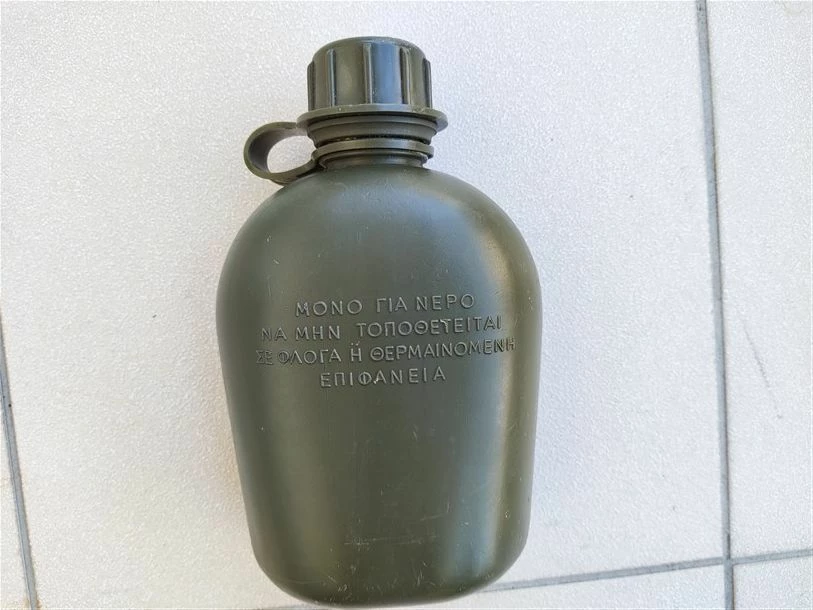 ΜΟΝΟ ΓΙΑ ΝΕΡΟ
ΝΑ ΜΗΝ ΤΟΠΟΘΕΤΕΙΤΑΙ
ΣΕ ΦΛΟΓΑ Ή ΘΕΡΜΑΙΝΟΜΕΝΗ
ΕΠΙΦΑΝΕΙΑ